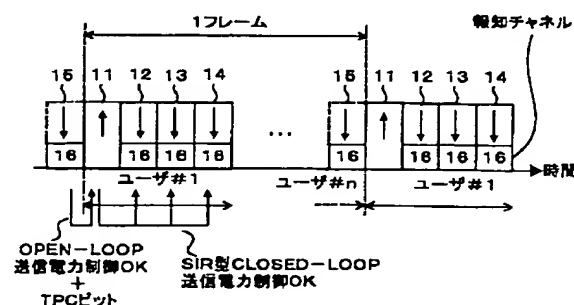 1フレーム
報知チャネル
15 11 12 13 14 15 11 12 13 14
...
16 16 16 16 16 16 16 16
時間
ユーザ#1 ユーザ#n ユーザ#1
OPEN-LOOP
送信電力制御OK
+
TPCビット
SIR型CLOSED-LOOP
送信電力制御OK